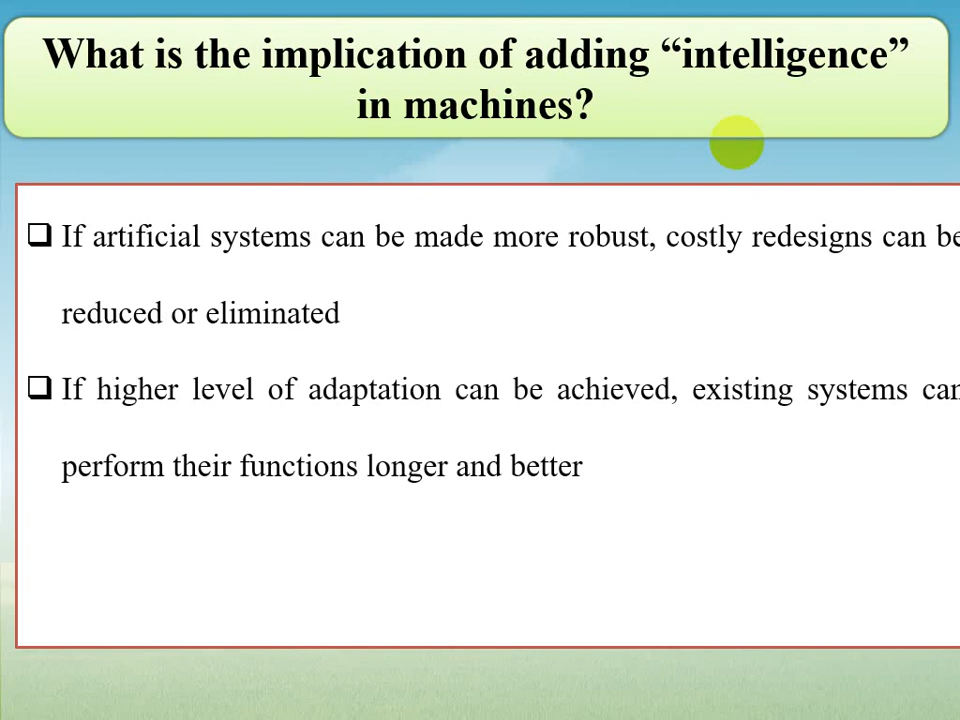 What is the implication of adding “intelligence”
in machines?
If artificial systems can be made more robust, costly redesigns can be
reduced or eliminated
If higher level of adaptation can be achieved, existing systems can
perform their functions longer and better